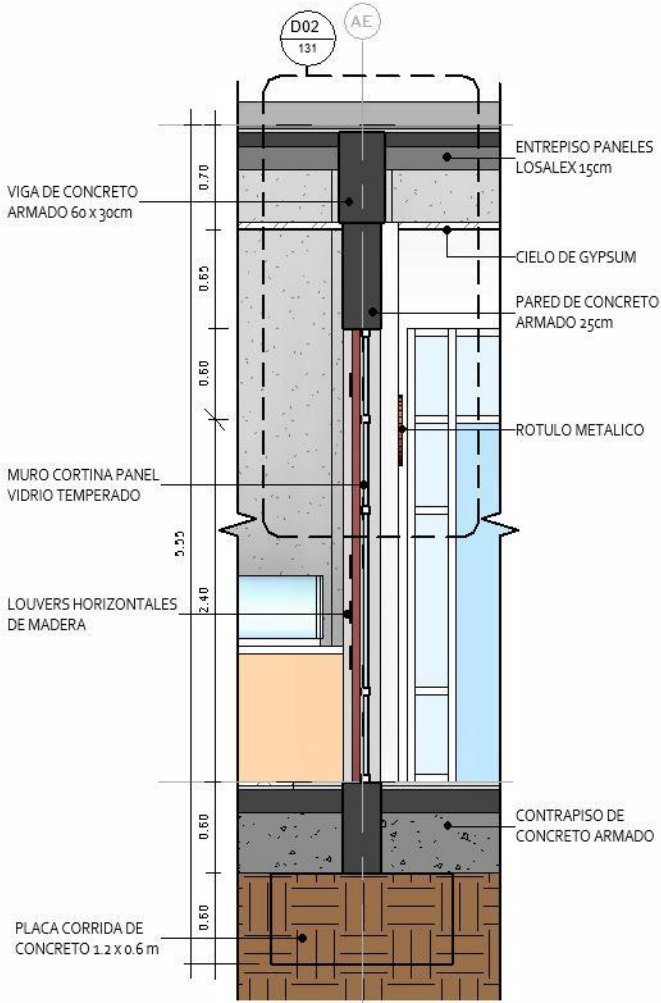 D02
131
AE
ENTREPISO PANELES
LOSALEX 15cm
0.70
VIGA DE CONCRETO
ARMADO 60 x 30cm
CIELO DE GYPSUM
0.65
PARED DE CONCRETO
ARMADO 25cm
0.60
ROTULO METALICO
MURO CORTINA PANEL
VIDRIO TEMPERADO
5.55
2.40
LOUVERS HORIZONTALES
DE MADERA
0.60
CONTRAPISO DE
CONCRETO ARMADO
0.60
PLACA CORRIDA DE
CONCRETO 1.2 x 0.6 m